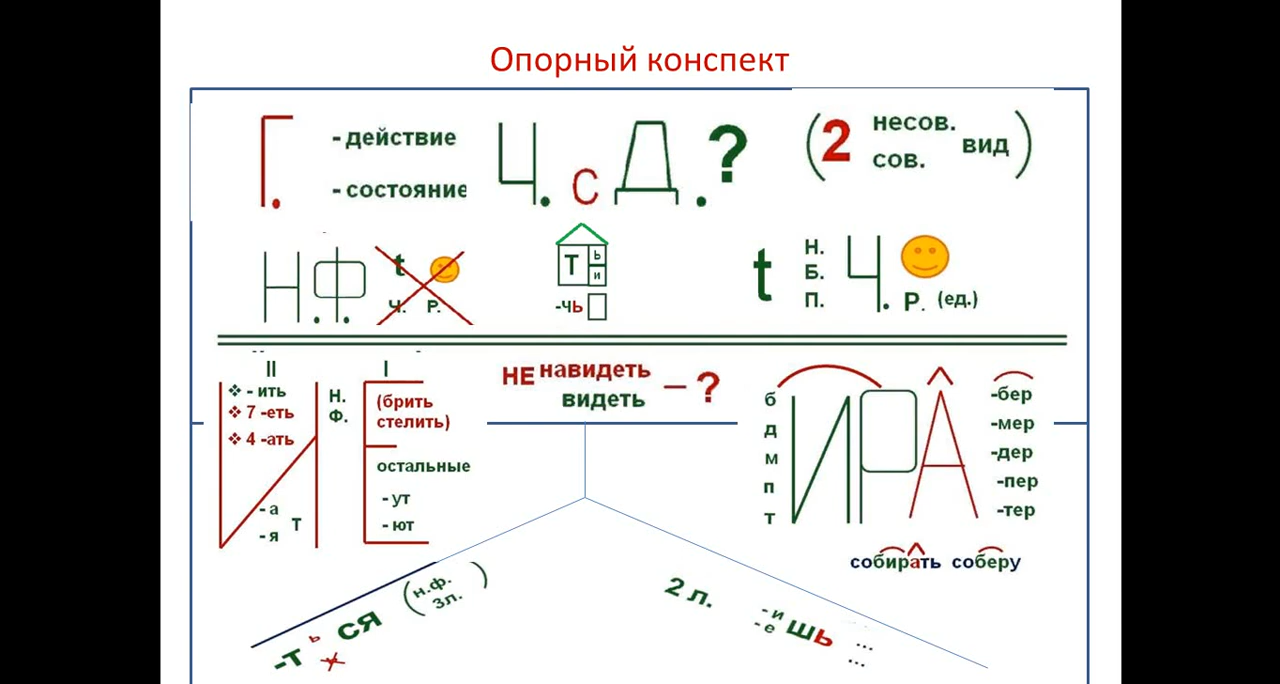 Опорный конспект
Г. - действие
- состояние
Ч. с Д. ?
(2 несов.
сов. вид)
Н.Ф.
t
Ч. Р.
Т ь
и
-чь
t Н.
Б.
П.
Ч. Р. (ед.)
II
- ить
7 -еть
4 -ать
И
- а
- я т
Н.
Ф.
I
Е
(брить
стелить)
остальные
- ут
- ют
НЕ навидеть
видеть – ?
б
д
м
п
т
ИРА
-бер
-мер
-дер
-пер
-тер
собирать соберу
-т ь ся (н.ф.
3л.)
2 л. - и
- е шь ...
...